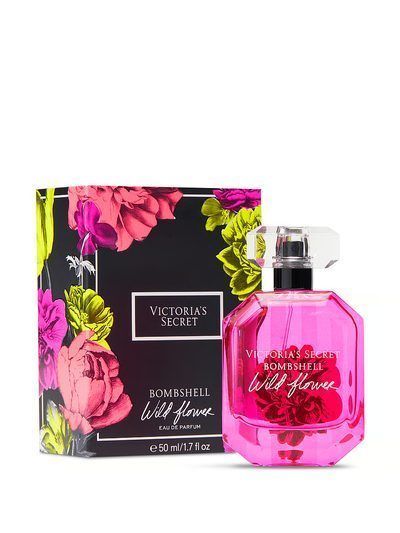 VICTORIA'S
SECRET
BOMBSHELL
Wild flower
EAU DE PARFUM
℮ 50 ml/1.7 fl oz
VICTORIA'S SECRET
BOMBSHELL
Wild flower